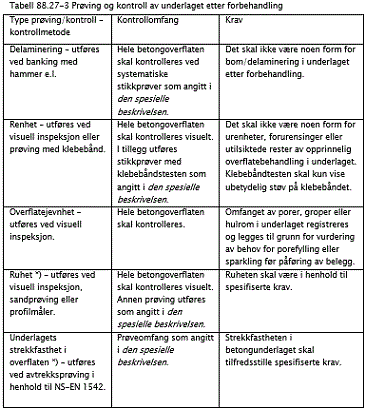 Tabell 88.27-3 Prøving og kontroll av underlaget etter forbehandling
Type prøving/kontroll -
kontrollmetode
Kontrollomfang
Krav
Delaminering - utføres
ved banking med
hammer e.l.
Hele betongoverflaten
skal kontrolleres ved
systematiske
stikkprøver som angitt i
den spesielle
beskrivelsen.
Det skal ikke være noen form for
bom/delaminering i underlaget
etter forbehandling.
Renhet - utføres ved
visuell inspeksjon eller
prøving med klebebånd.
Hele betongoverflaten
skal kontrolleres visuelt.
I tillegg utføres
stikkprøver med
klebebåndtesten som
angitt i den spesielle
beskrivelsen.
Det skal ikke være noen form for
urenheter, forurensinger eller
utilsiktede rester av opprinnelig
overflatebehandling i underlaget.
Klebebåndtesten skal kun vise
ubetydelig støv på klebebåndet.
Overflatejevnhet -
utføres ved visuell
inspeksjon.
Hele betongoverflaten
skal kontrolleres.
Omfanget av porer, groper eller
hulrom i underlaget registreres
og legges til grunn for vurdering
av behov for porefylling eller
sparkling før påføring av belegg.
Ruhet *) - utføres ved
visuell inspeksjon,
sandprøving eller
profilmåler.
Hele betongoverflaten
skal kontrolleres visuelt.
Annen prøving utføres
som angitt i den
spesielle beskrivelsen.
Ruheten skal være i henhold til
spesifiserte krav.
Underlagets
strekkfasthet i
overflaten *) - utføres
ved avtrekksprøving i
henhold til NS-EN 1542.
Prøveomfang som angitt
i den spesielle
beskrivelsen.
Strekkfastheten i
betongunderlaget skal
tilfredsstille spesifiserte krav.